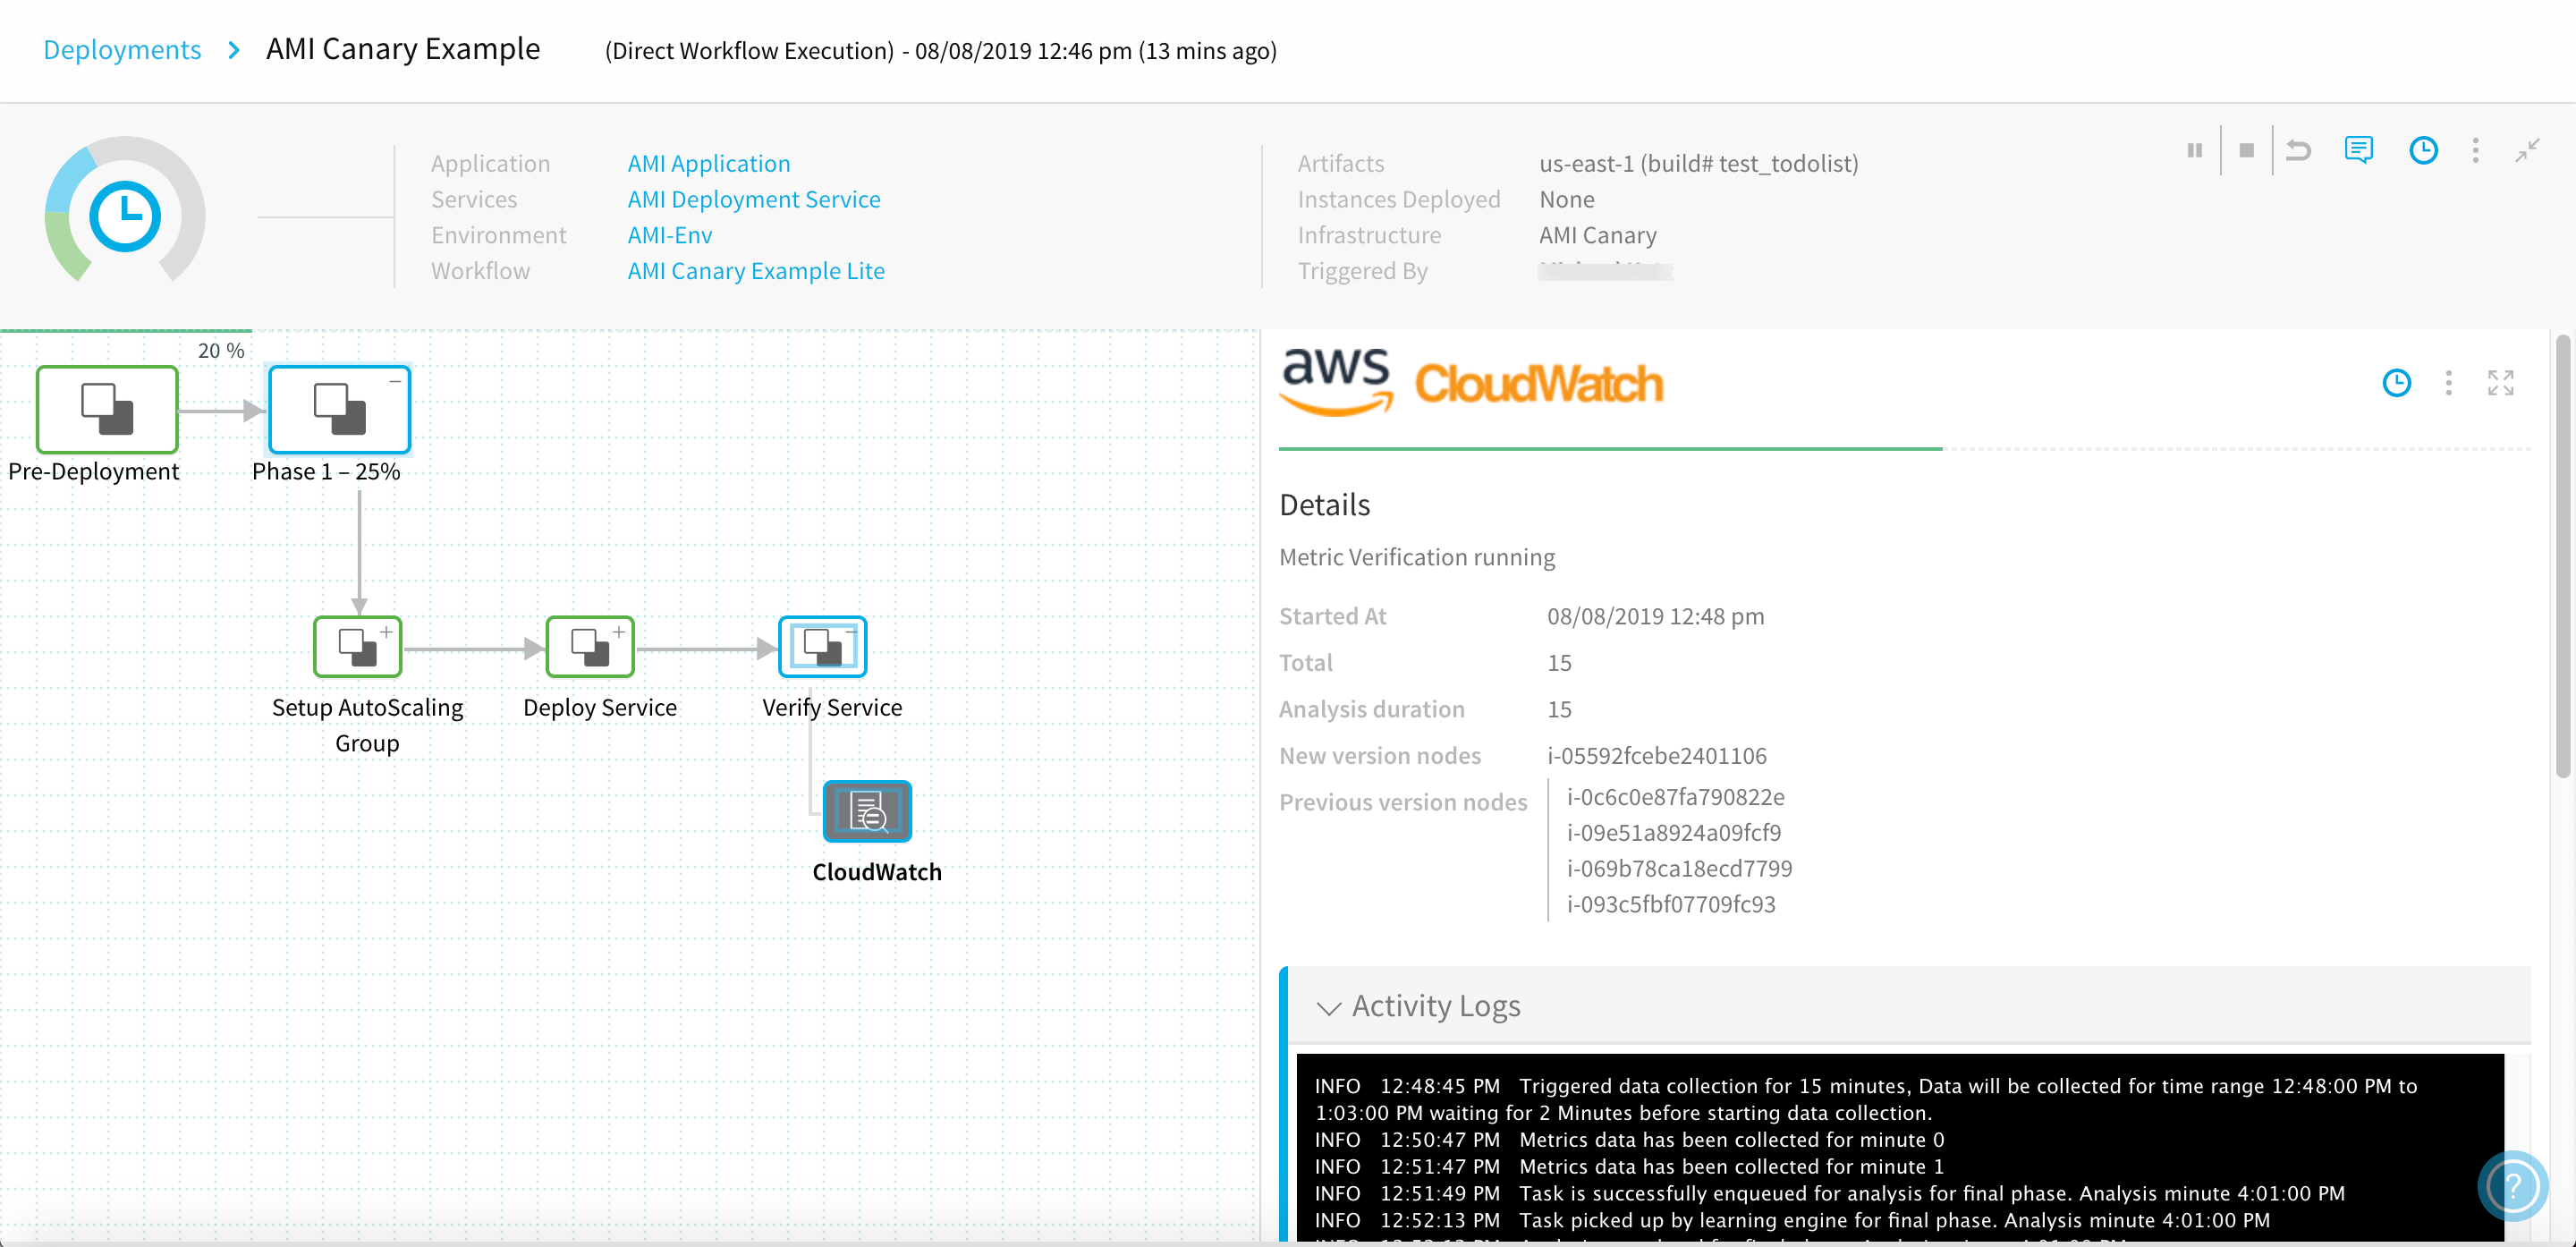 Deployments > AMI Canary Example (Direct Workflow Execution) - 08/08/2019 12:46 pm (13 mins ago)
Application AMI Application
Services AMI Deployment Service
Environment AMI-Env
Workflow AMI Canary Example Lite
Artifacts us-east-1 (build# test_todolist)
Instances Deployed None
Infrastructure AMI Canary
Triggered By
20 %
Pre-Deployment
Phase 1 – 25%
Setup AutoScaling
Group
Deploy Service
Verify Service
CloudWatch
aws CloudWatch
Details
Metric Verification running
Started At 08/08/2019 12:48 pm
Total 15
Analysis duration 15
New version nodes i-05592fcebe2401106
Previous version nodes i-0c6c0e87fa790822e
i-09e51a8924a09fcf9
i-069b78ca18ecd7799
i-093c5fbf07709fc93
Activity Logs
INFO 12:48:45 PM Triggered data collection for 15 minutes, Data will be collected for time range 12:48:00 PM to
1:03:00 PM waiting for 2 Minutes before starting data collection.
INFO 12:50:47 PM Metrics data has been collected for minute 0
INFO 12:51:47 PM Metrics data has been collected for minute 1
INFO 12:51:49 PM Task is successfully enqueued for analysis for final phase. Analysis minute 4:01:00 PM
INFO 12:52:13 PM Task picked up by learning engine for final phase. Analysis minute 4:01:00 PM
?